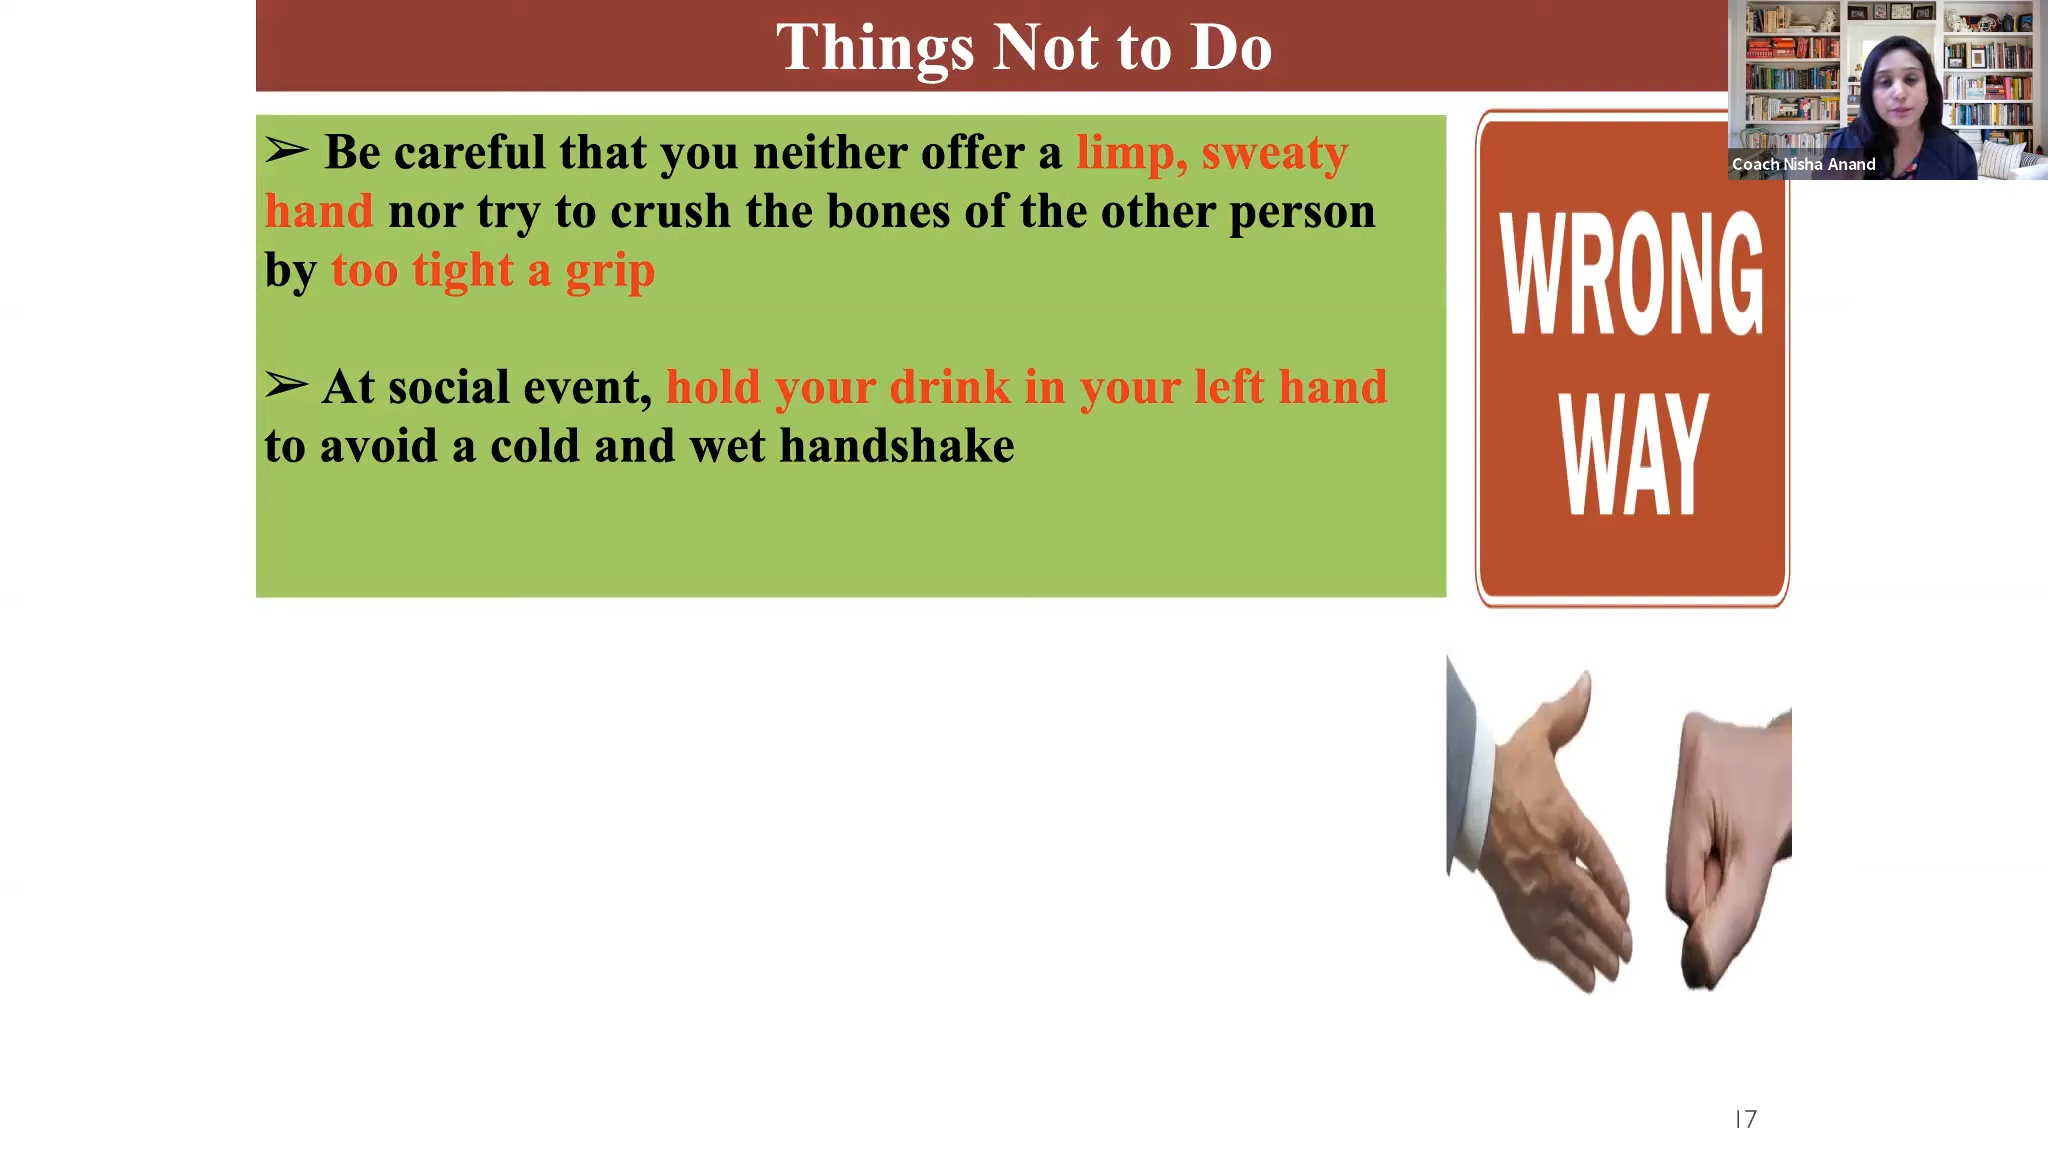 Things Not to Do
➢ Be careful that you neither offer a limp, sweaty
hand nor try to crush the bones of the other person
by too tight a grip
➢ At social event, hold your drink in your left hand
to avoid a cold and wet handshake
WRONG
WAY
Coach Nisha Anand
17